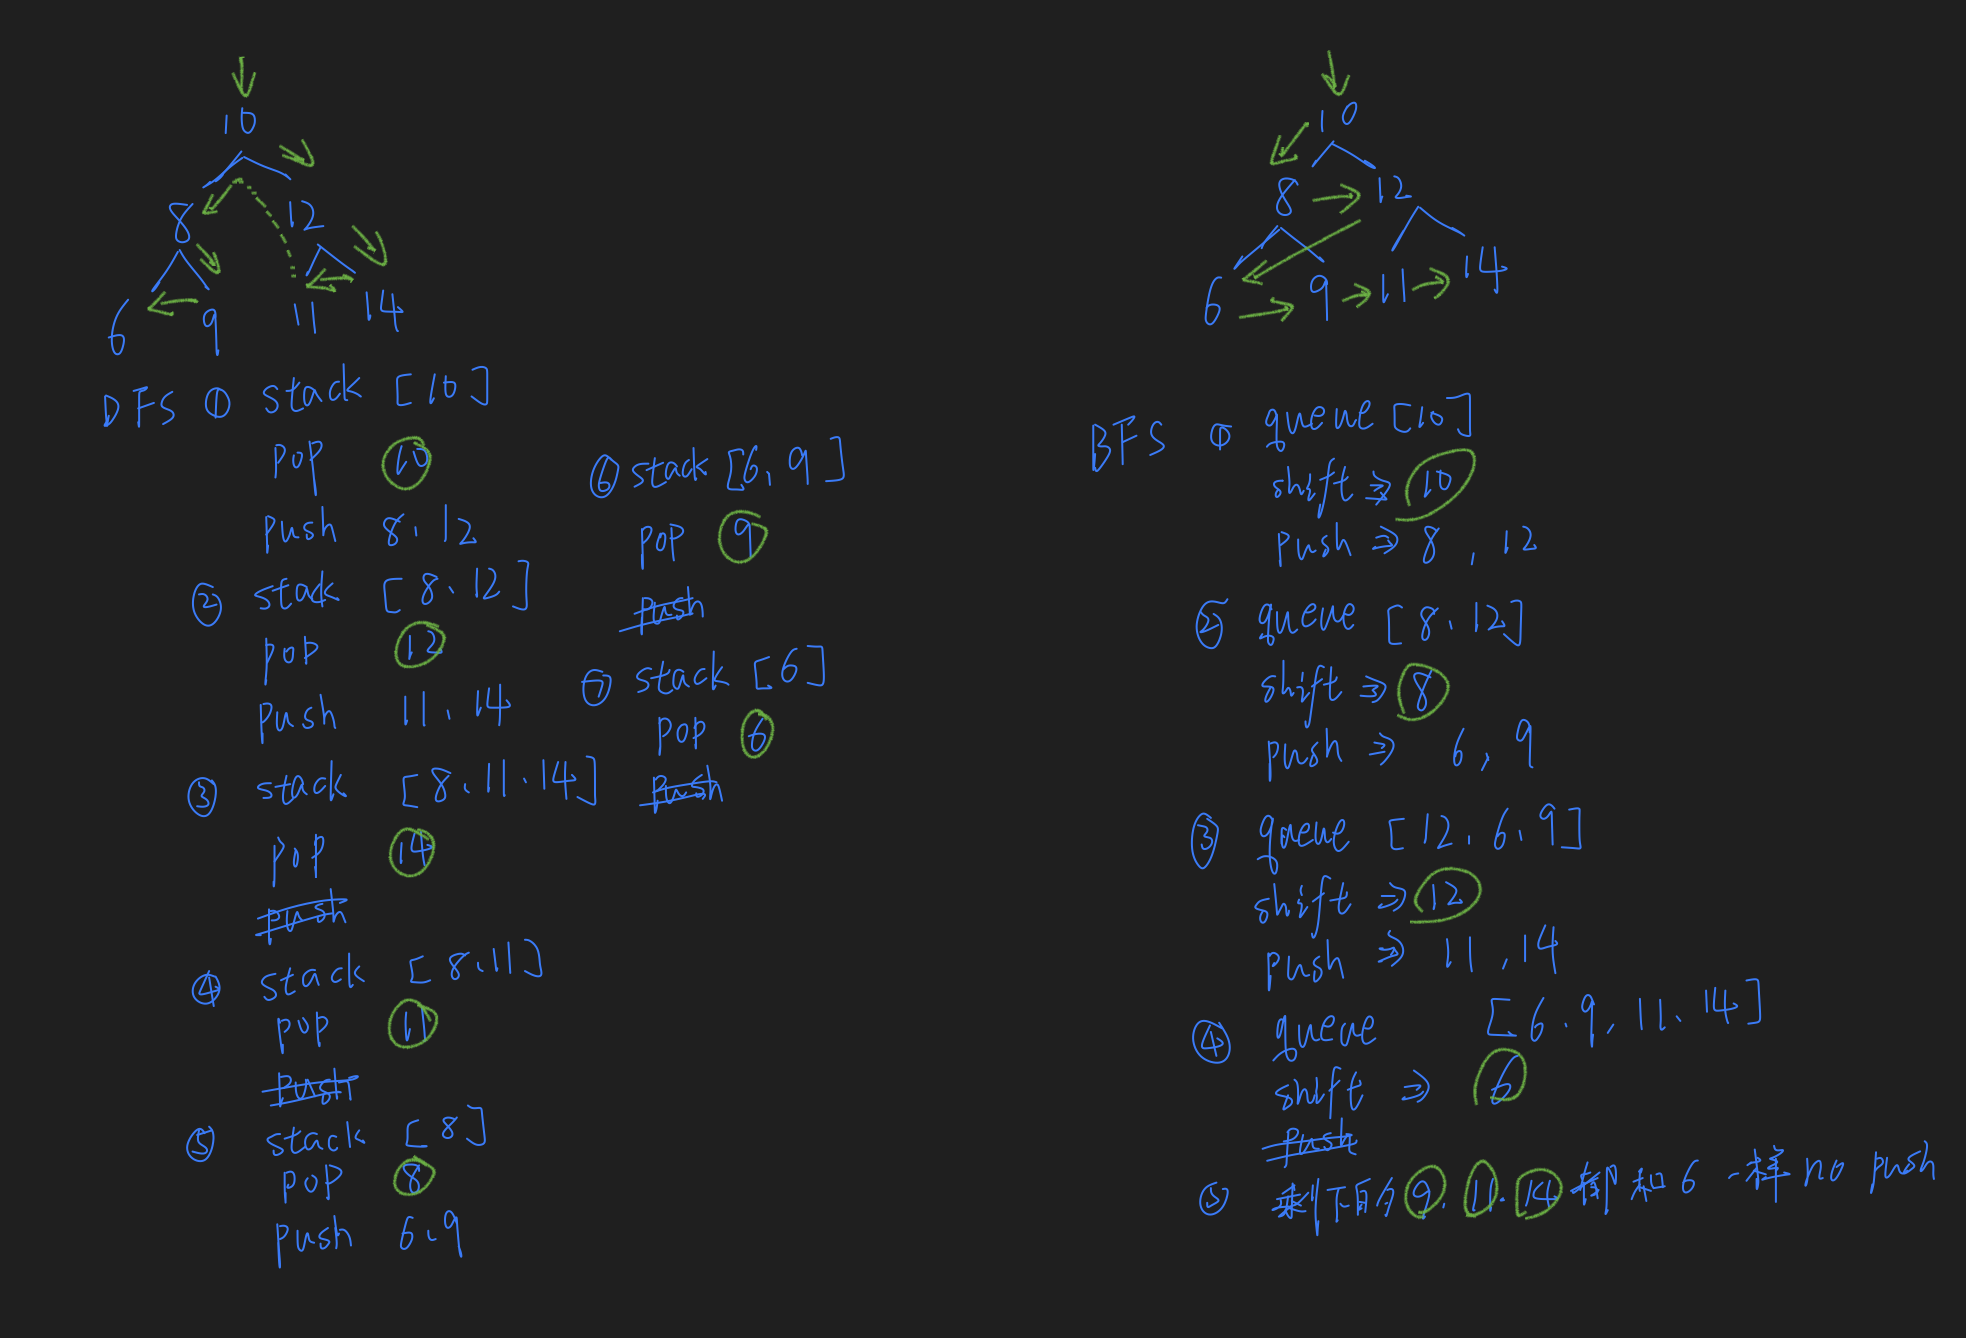 10
8 12
6 9 11 14
DFS ① stack [10]
pop 10
push 8、12
② stack [8、12]
pop 12
push 11、14
③ stack [8、11、14]
pop 14
push
④ stack [8、11]
pop 11
push
⑤ stack [8]
pop 8
push 6、9
⑥ stack [6, 9]
pop 9
push
⑦ stack [6]
pop 6
push
10
8 12
6 9 11 14
BFS ① queue [10]
shift ⇒ 10
push ⇒ 8 , 12
② queue [8、12]
shift ⇒ 8
push ⇒ 6, 9
③ queue [12、6、9]
shift ⇒ 12
push ⇒ 11, 14
④ queue [6、9, 11、14]
shift ⇒ 6
push
⑤ 剩下的 9、11、14 都和 6 一样 no push